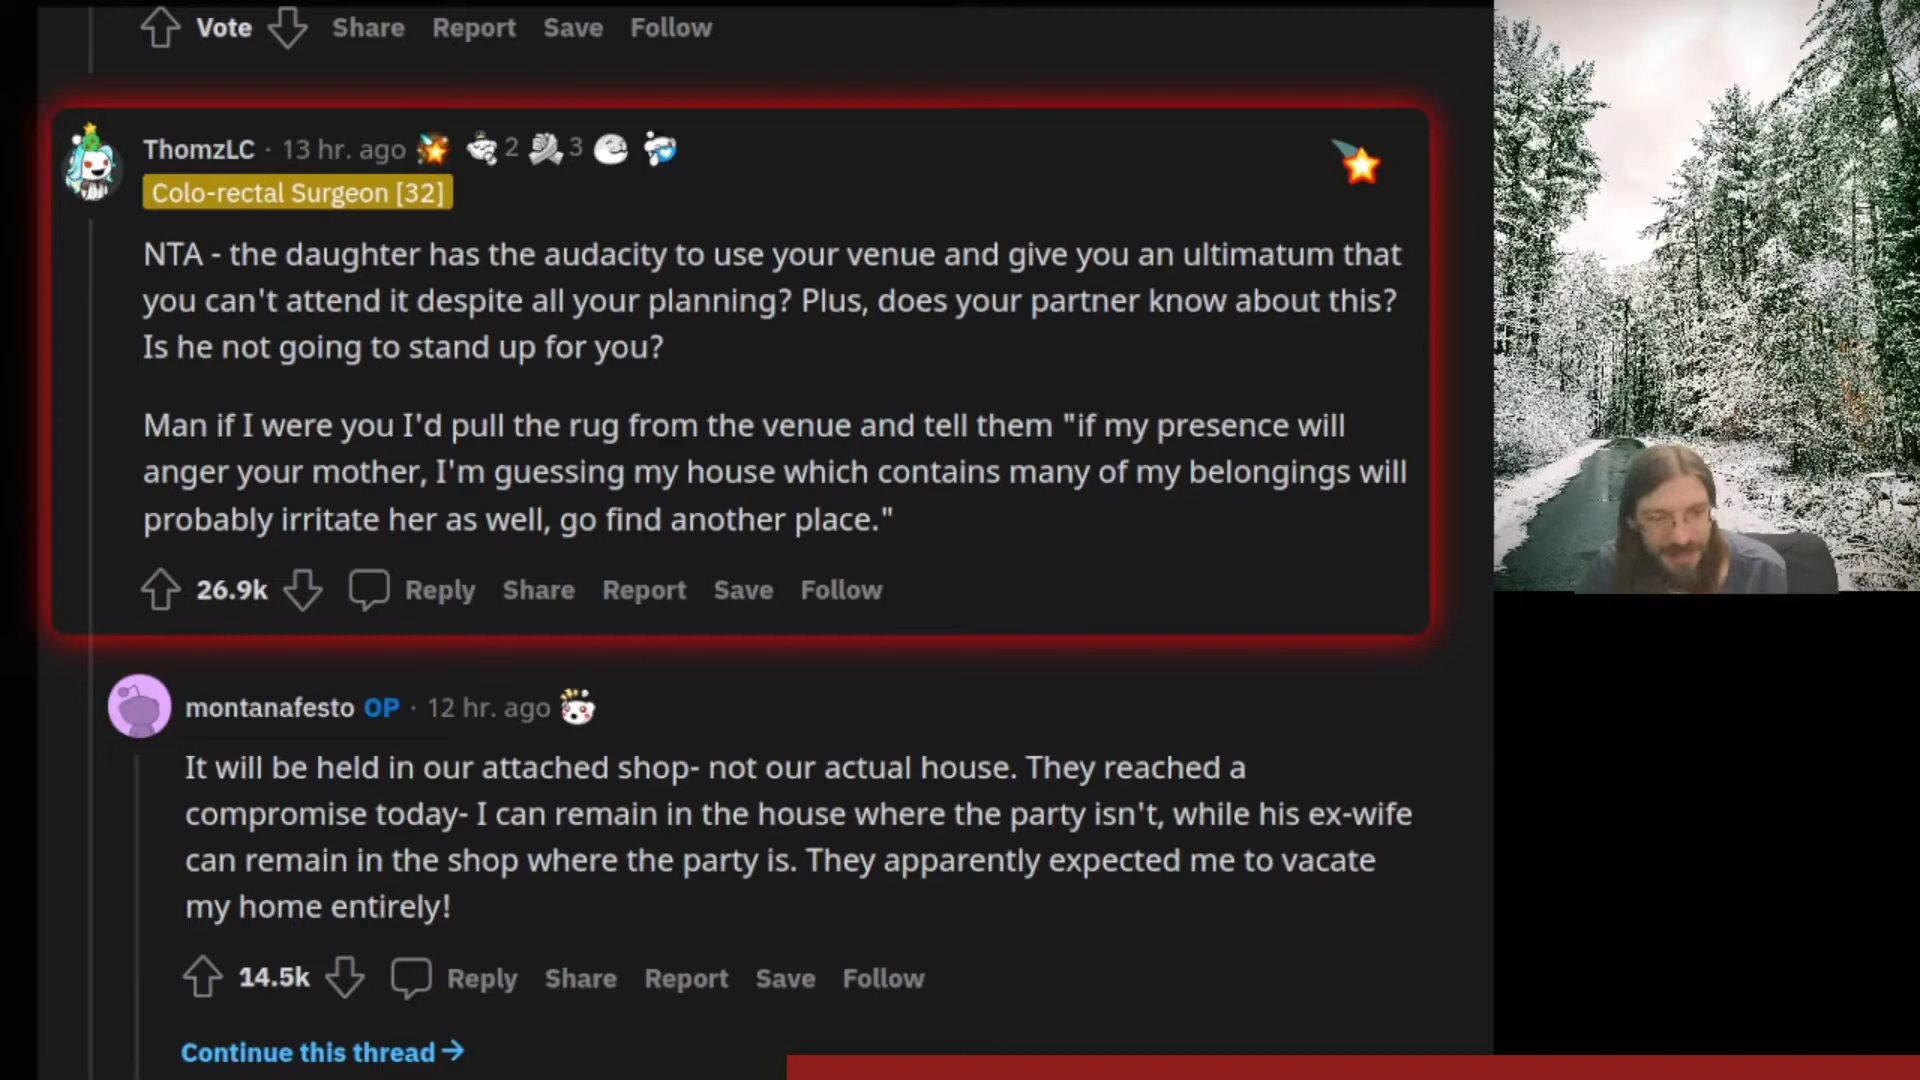 Vote Share Report Save Follow
ThomzLC · 13 hr. ago 2 3
Colo-rectal Surgeon [32]
NTA - the daughter has the audacity to use your venue and give you an ultimatum that
you can't attend it despite all your planning? Plus, does your partner know about this?
Is he not going to stand up for you?
Man if I were you I'd pull the rug from the venue and tell them "if my presence will
anger your mother, I'm guessing my house which contains many of my belongings will
probably irritate her as well, go find another place."
26.9k Reply Share Report Save Follow
montanafesto OP · 12 hr. ago
It will be held in our attached shop- not our actual house. They reached a
compromise today- I can remain in the house where the party isn't, while his ex-wife
can remain in the shop where the party is. They apparently expected me to vacate
my home entirely!
14.5k Reply Share Report Save Follow
Continue this thread→